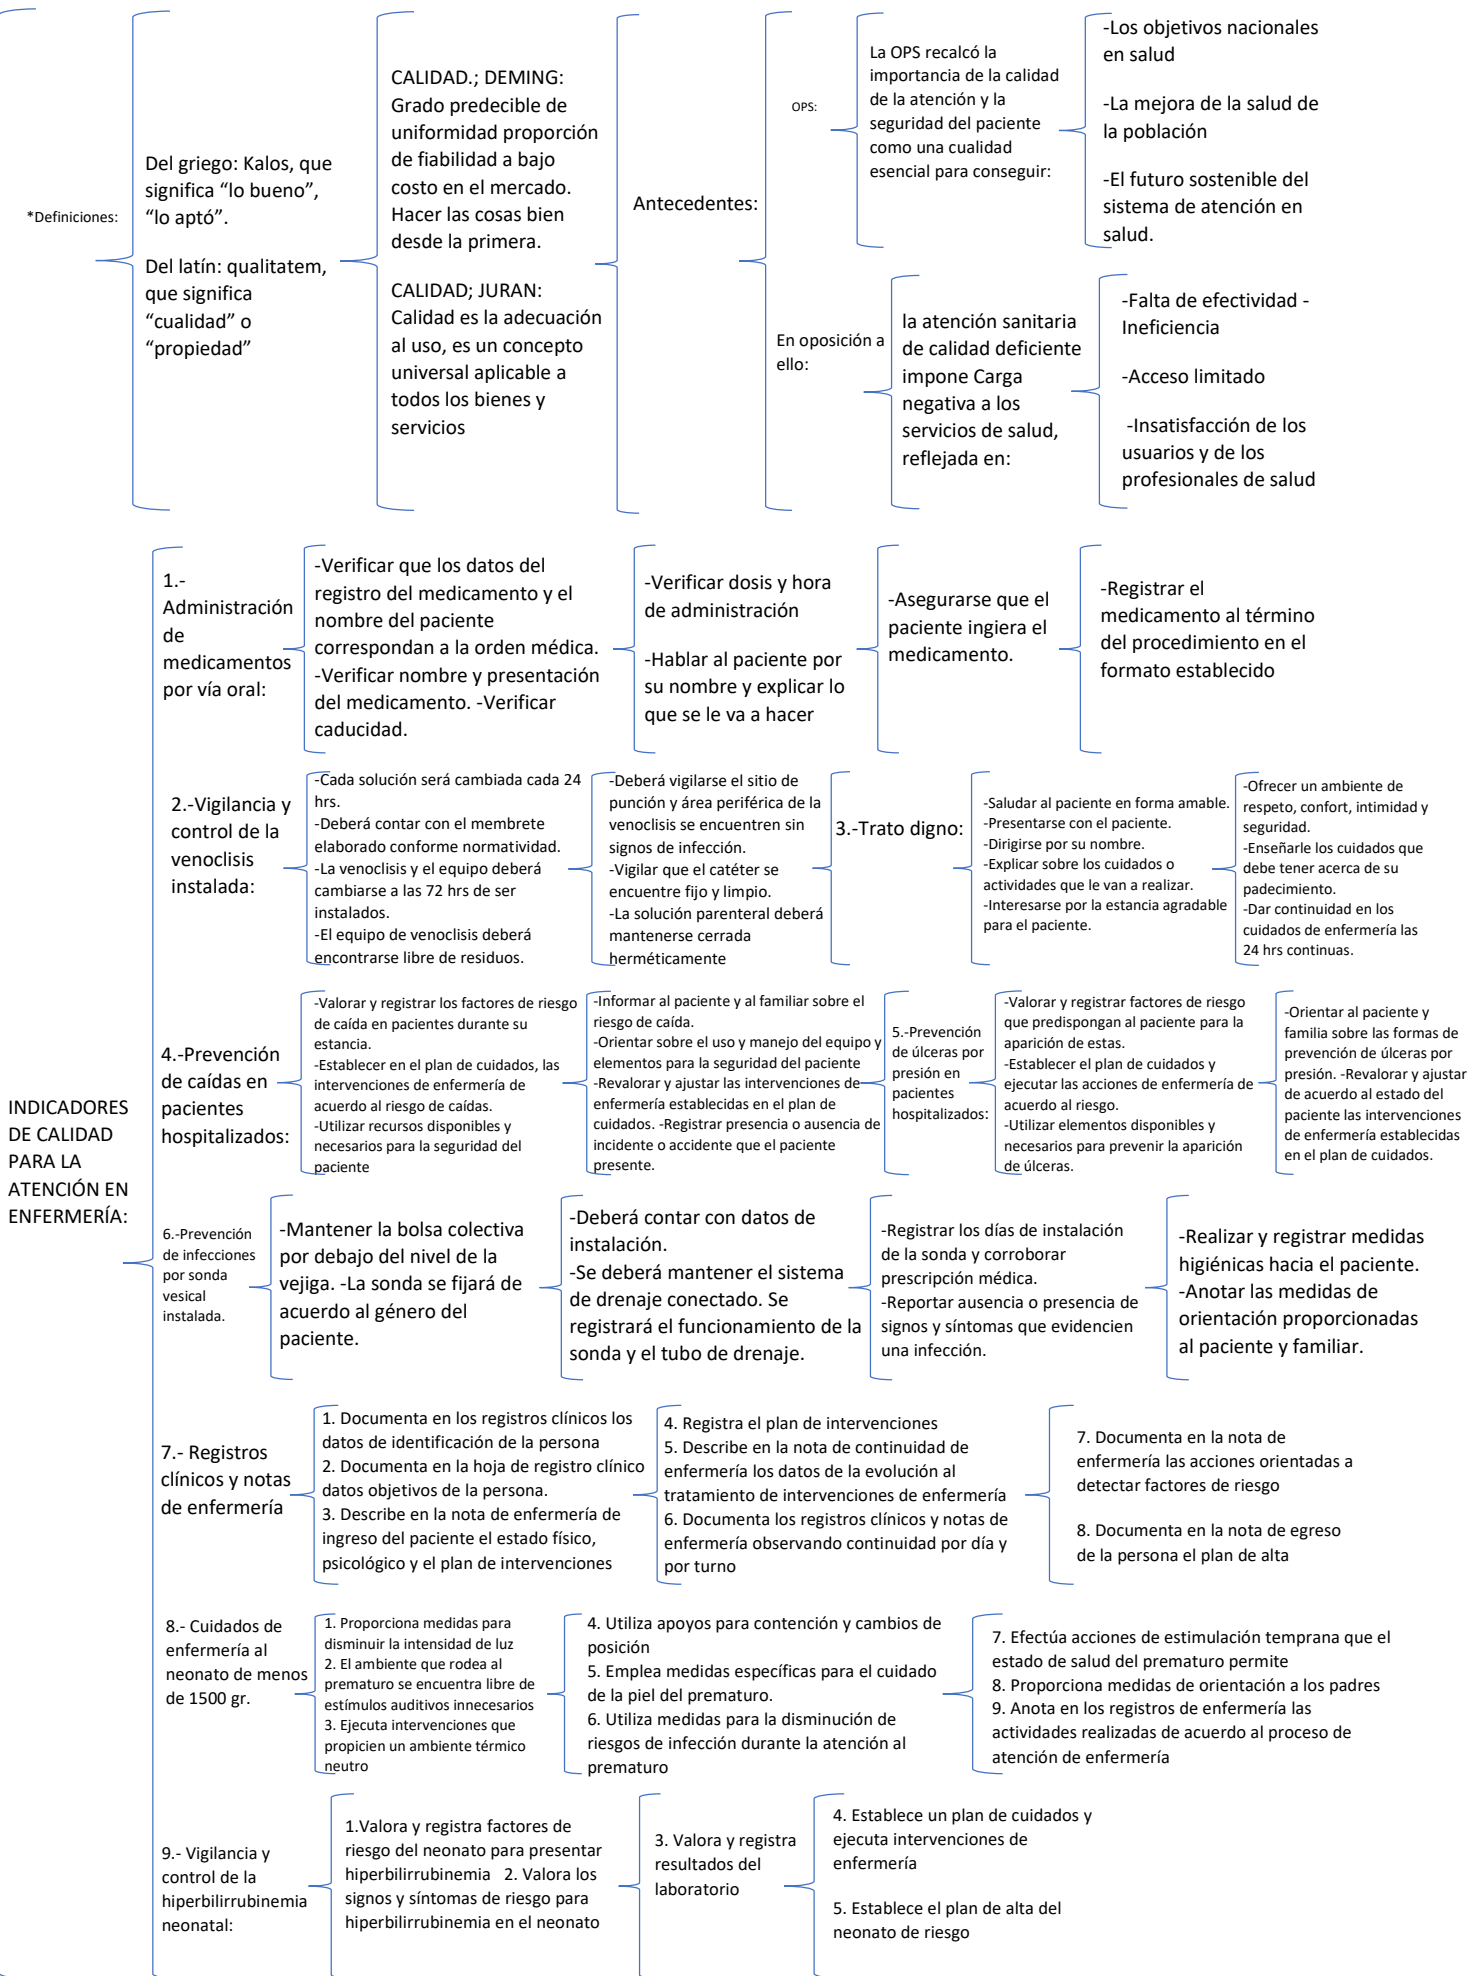 *Definiciones:
Del griego: Kalos, que
significa “lo bueno”,
“lo aptó”.
Del latín: qualitatem,
que significa
“cualidad” o
“propiedad”
CALIDAD.; DEMING:
Grado predecible de
uniformidad proporción
de fiabilidad a bajo
costo en el mercado.
Hacer las cosas bien
desde la primera.
CALIDAD; JURAN:
Calidad es la adecuación
al uso, es un concepto
universal aplicable a
todos los bienes y
servicios
Antecedentes:
OPS:
La OPS recalcó la
importancia de la calidad
de la atención y la
seguridad del paciente
como una cualidad
esencial para conseguir:
-Los objetivos nacionales
en salud
-La mejora de la salud de
la población
-El futuro sostenible del
sistema de atención en
salud.
En oposición a
ello:
la atención sanitaria
de calidad deficiente
impone Carga
negativa a los
servicios de salud,
reflejada en:
-Falta de efectividad -
Ineficiencia
-Acceso limitado
-Insatisfacción de los
usuarios y de los
profesionales de salud
INDICADORES
DE CALIDAD
PARA LA
ATENCIÓN EN
ENFERMERÍA:
1.-
Administración
de
medicamentos
por vía oral:
-Verificar que los datos del
registro del medicamento y el
nombre del paciente
correspondan a la orden médica.
-Verificar nombre y presentación
del medicamento. -Verificar
caducidad.
-Verificar dosis y hora
de administración
-Hablar al paciente por
su nombre y explicar lo
que se le va a hacer
-Asegurarse que el
paciente ingiera el
medicamento.
-Registrar el
medicamento al término
del procedimiento en el
formato establecido
2.-Vigilancia y
control de la
venoclisis
instalada:
-Cada solución será cambiada cada 24
hrs.
-Deberá contar con el membrete
elaborado conforme normatividad.
-La venoclisis y el equipo deberá
cambiarse a las 72 hrs de ser
instalados.
-El equipo de venoclisis deberá
encontrarse libre de residuos.
-Deberá vigilarse el sitio de
punción y área periférica de la
venoclisis se encuentren sin
signos de infección.
-Vigilar que el catéter se
encuentre fijo y limpio.
-La solución parenteral deberá
mantenerse cerrada
herméticamente
3.-Trato digno:
-Saludar al paciente en forma amable.
-Presentarse con el paciente.
-Dirigirse por su nombre.
-Explicar sobre los cuidados o
actividades que le van a realizar.
-Interesarse por la estancia agradable
para el paciente.
-Ofrecer un ambiente de
respeto, confort, intimidad y
seguridad.
-Enseñarle los cuidados que
debe tener acerca de su
padecimiento.
-Dar continuidad en los
cuidados de enfermería las
24 hrs continuas.
4.-Prevención
de caídas en
pacientes
hospitalizados:
-Valorar y registrar los factores de riesgo
de caída en pacientes durante su
estancia.
-Establecer en el plan de cuidados, las
intervenciones de enfermería de
acuerdo al riesgo de caídas.
-Utilizar recursos disponibles y
necesarios para la seguridad del
paciente
-Informar al paciente y al familiar sobre el
riesgo de caída.
-Orientar sobre el uso y manejo del equipo y
elementos para la seguridad del paciente
-Revalorar y ajustar las intervenciones de
enfermería establecidas en el plan de
cuidados. -Registrar presencia o ausencia de
incidente o accidente que el paciente
presente.
5.-Prevención
de úlceras por
presión en
pacientes
hospitalizados:
-Valorar y registrar factores de riesgo
que predispongan al paciente para la
aparición de estas.
-Establecer el plan de cuidados y
ejecutar las acciones de enfermería de
acuerdo al riesgo.
-Utilizar elementos disponibles y
necesarios para prevenir la aparición
de úlceras.
-Orientar al paciente y
familia sobre las formas de
prevención de úlceras por
presión. -Revalorar y ajustar
de acuerdo al estado del
paciente las intervenciones
de enfermería establecidas
en el plan de cuidados.
6.-Prevención
de infecciones
por sonda
vesical
instalada.
-Mantener la bolsa colectiva
por debajo del nivel de la
vejiga. -La sonda se fijará de
acuerdo al género del
paciente.
-Deberá contar con datos de
instalación.
-Se deberá mantener el sistema
de drenaje conectado. Se
registrará el funcionamiento de la
sonda y el tubo de drenaje.
-Registrar los días de instalación
de la sonda y corroborar
prescripción médica.
-Reportar ausencia o presencia de
signos y síntomas que evidencien
una infección.
-Realizar y registrar medidas
higiénicas hacia el paciente.
-Anotar las medidas de
orientación proporcionadas
al paciente y familiar.
7.- Registros
clínicos y notas
de enfermería
1. Documenta en los registros clínicos los
datos de identificación de la persona
2. Documenta en la hoja de registro clínico
datos objetivos de la persona.
3. Describe en la nota de enfermería de
ingreso del paciente el estado físico,
psicológico y el plan de intervenciones
4. Registra el plan de intervenciones
5. Describe en la nota de continuidad de
enfermería los datos de la evolución al
tratamiento de intervenciones de enfermería
6. Documenta los registros clínicos y notas de
enfermería observando continuidad por día y
por turno
7. Documenta en la nota de
enfermería las acciones orientadas a
detectar factores de riesgo
8. Documenta en la nota de egreso
de la persona el plan de alta
8.- Cuidados de
enfermería al
neonato de menos
de 1500 gr.
1. Proporciona medidas para
disminuir la intensidad de luz
2. El ambiente que rodea al
prematuro se encuentra libre de
estímulos auditivos innecesarios
3. Ejecuta intervenciones que
propicien un ambiente térmico
neutro
4. Utiliza apoyos para contención y cambios de
posición
5. Emplea medidas específicas para el cuidado
de la piel del prematuro.
6. Utiliza medidas para la disminución de
riesgos de infección durante la atención al
prematuro
7. Efectúa acciones de estimulación temprana que el
estado de salud del prematuro permite
8. Proporciona medidas de orientación a los padres
9. Anota en los registros de enfermería las
actividades realizadas de acuerdo al proceso de
atención de enfermería
9.- Vigilancia y
control de la
hiperbilirrubinemia
neonatal:
1.Valora y registra factores de
riesgo del neonato para presentar
hiperbilirrubinemia 2. Valora los
signos y síntomas de riesgo para
hiperbilirrubinemia en el neonato
3. Valora y registra
resultados del
laboratorio
4. Establece un plan de cuidados y
ejecuta intervenciones de
enfermería
5. Establece el plan de alta del
neonato de riesgo